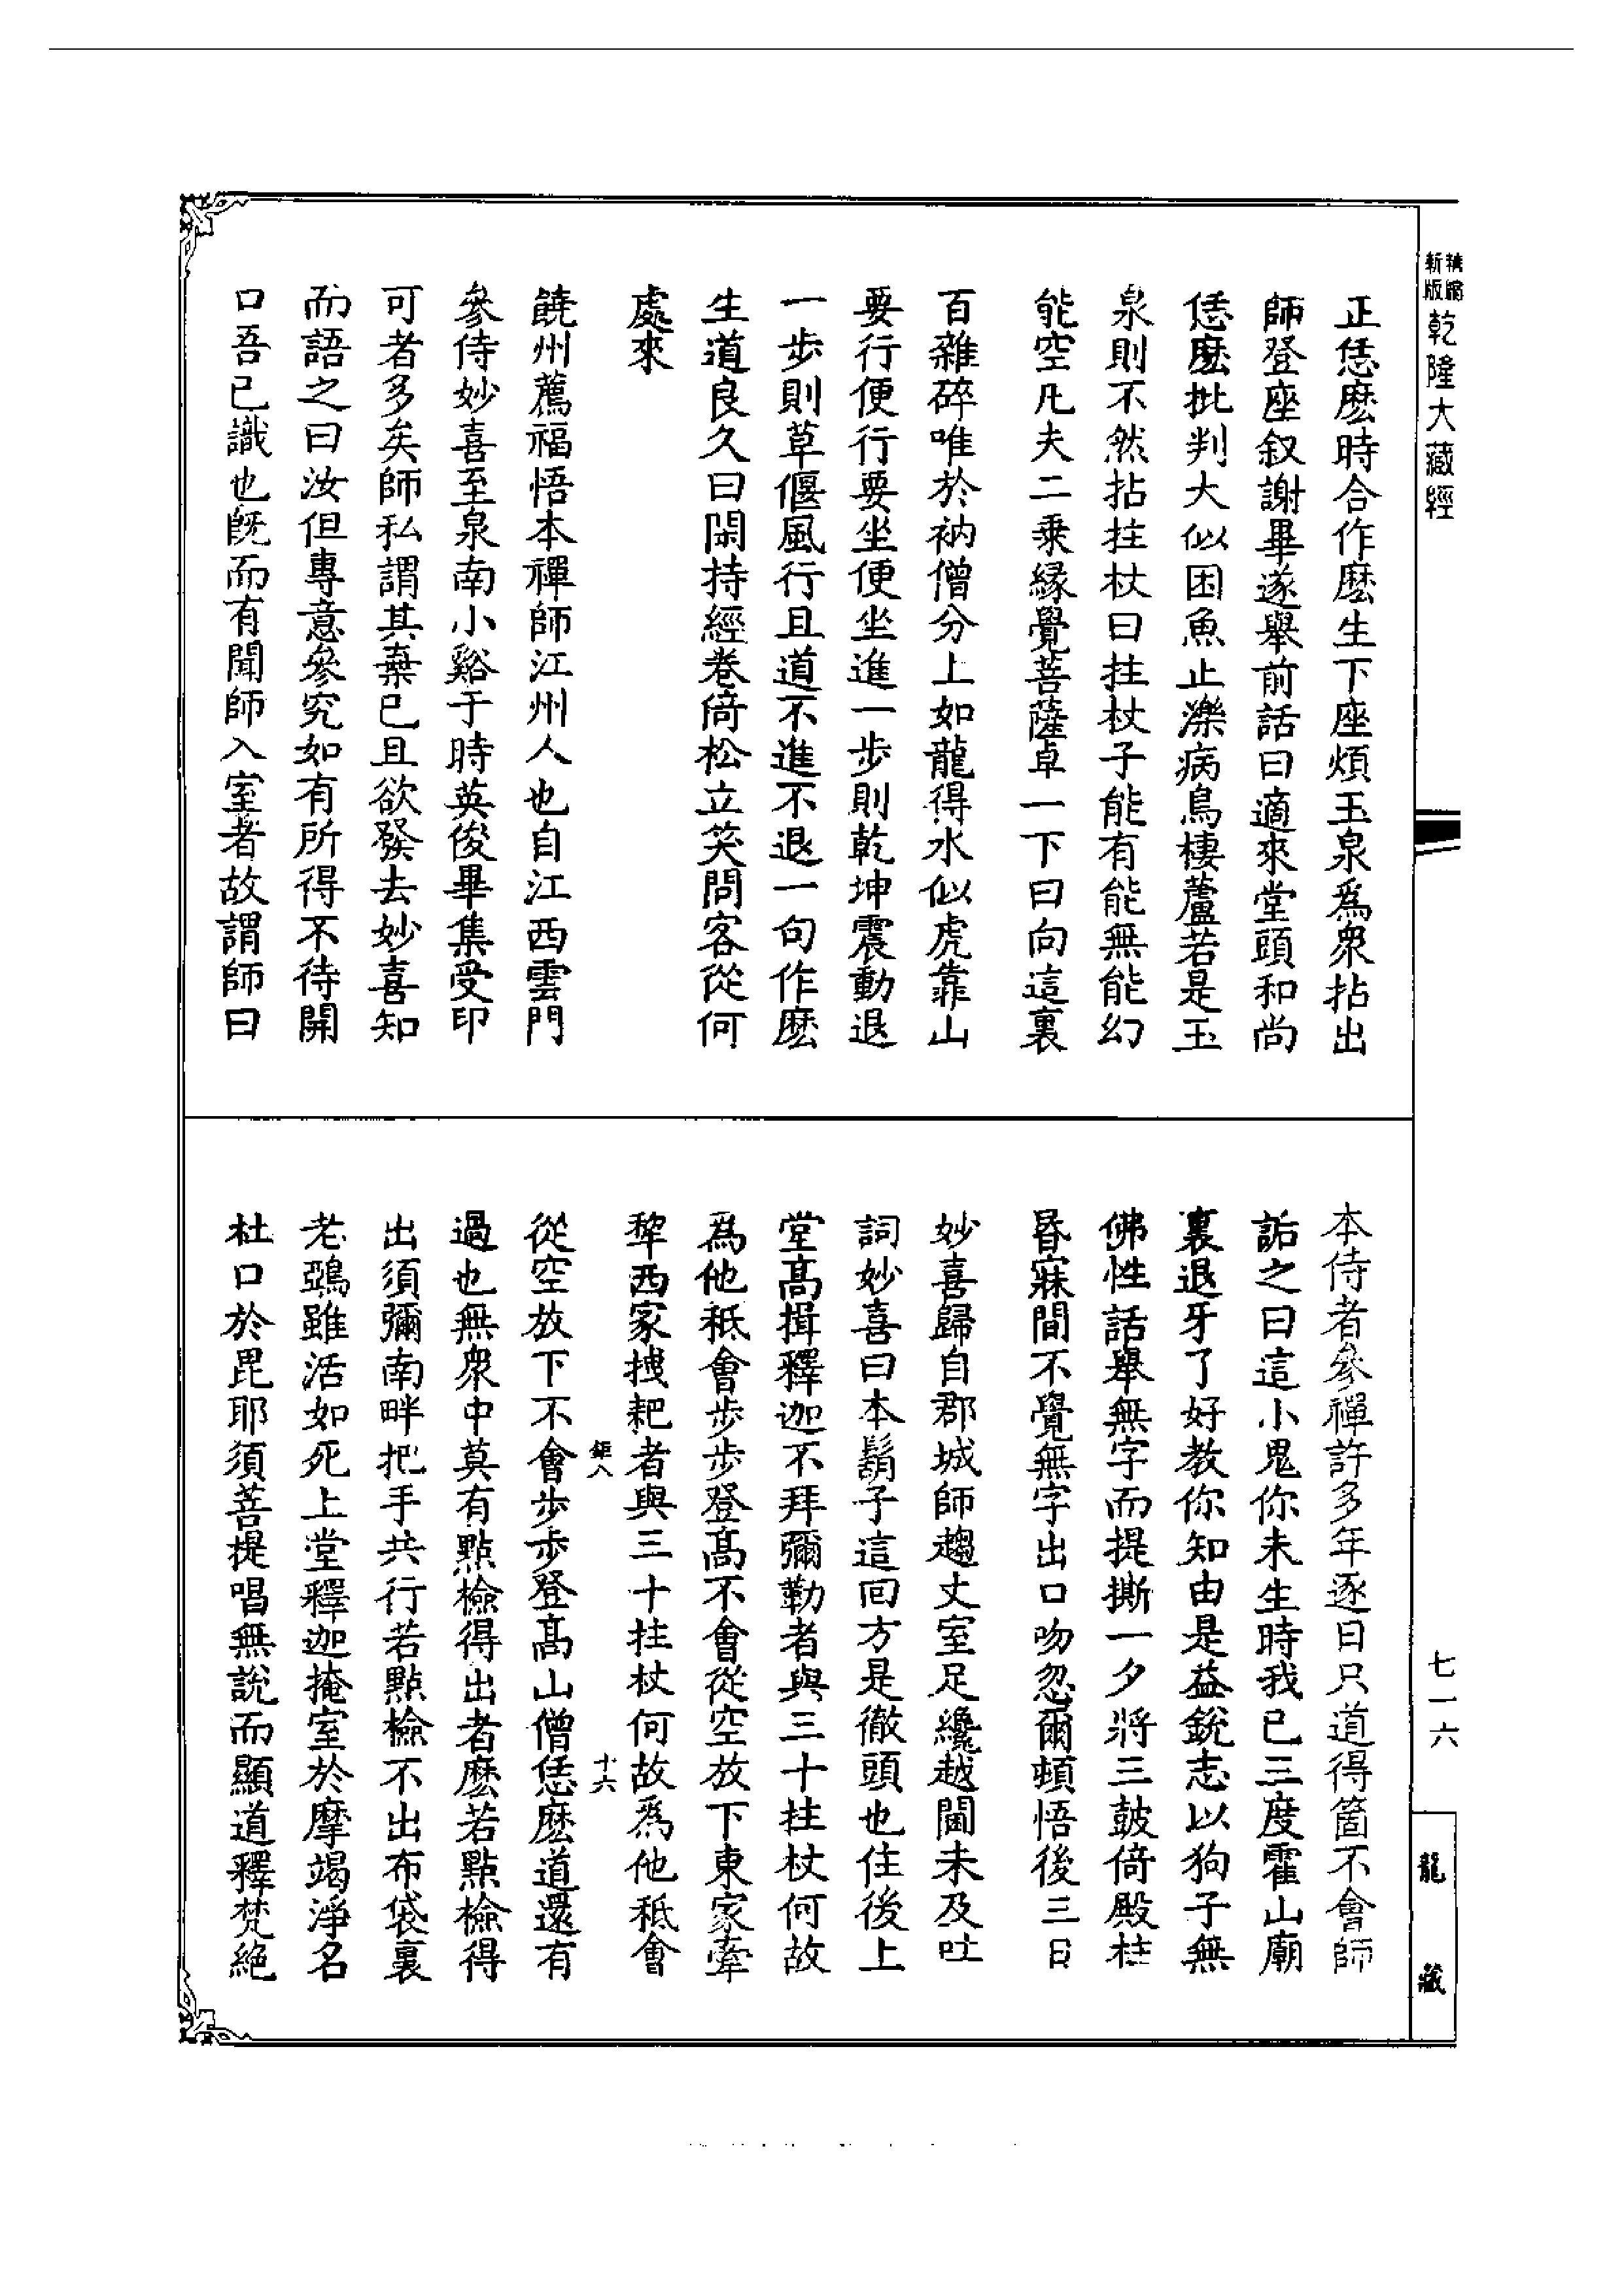 新版精縮乾隆大藏經
正恁麽時合作麽生下座煩玉泉爲衆拈出
師登座叙謝畢遂舉前話曰適來堂頭和尚
恁麽批判大似困魚止濼病鳥棲蘆若是玉
泉則不然拈拄杖曰拄杖子能有能無能幻
能空凡夫二乘緣覺菩薩卓一下曰向這裏
百雜碎唯於衲僧分上如龍得水似虎靠山
要行便行要坐便坐進一步則乾坤震動退
一步則草偃風行且道不進不退一句作麽
生道良久曰閑持經卷倚松立笑問客從何
處來
饒州薦福悟本禪師江州人也自江西雲門
參侍妙喜至泉南小谿于時英俊畢集受印
可者多矣師私謂其棄已且欲發去妙喜知
而語之曰汝但專意參究如有所得不待開
口吾已識也旣而有聞師入室者故謂師曰
本侍者參禪許多年逐日只道得箇不會師
詬之曰這小鬼你未生時我已三度霍山廟
裏退牙了好教你知由是益銳志以狗子無
佛性話舉無字而提撕一夕將三鼓倚殿柱
昏寐間不覺無字出口吻忽爾頓悟後三日
妙喜歸自郡城師趨丈室足纔越閫未及吐
詞妙喜曰本鬍子這回方是徹頭也住後上
堂高揖釋迦不拜彌勒者與三十拄杖何故
爲他秖會步步登高不會從空放下東家牽
犂西家拽耙者與三十拄杖何故爲他秖會
鉅八 十六
從空放下不會步步登高山僧恁麽道還有
過也無衆中莫有點檢得出者麽若點檢得
出須彌南畔把手共行若點檢不出布袋裏
老鵶雖活如死上堂釋迦掩室於摩竭淨名
杜口於毘耶須菩提唱無說而顯道釋梵絕
七一六
龍藏